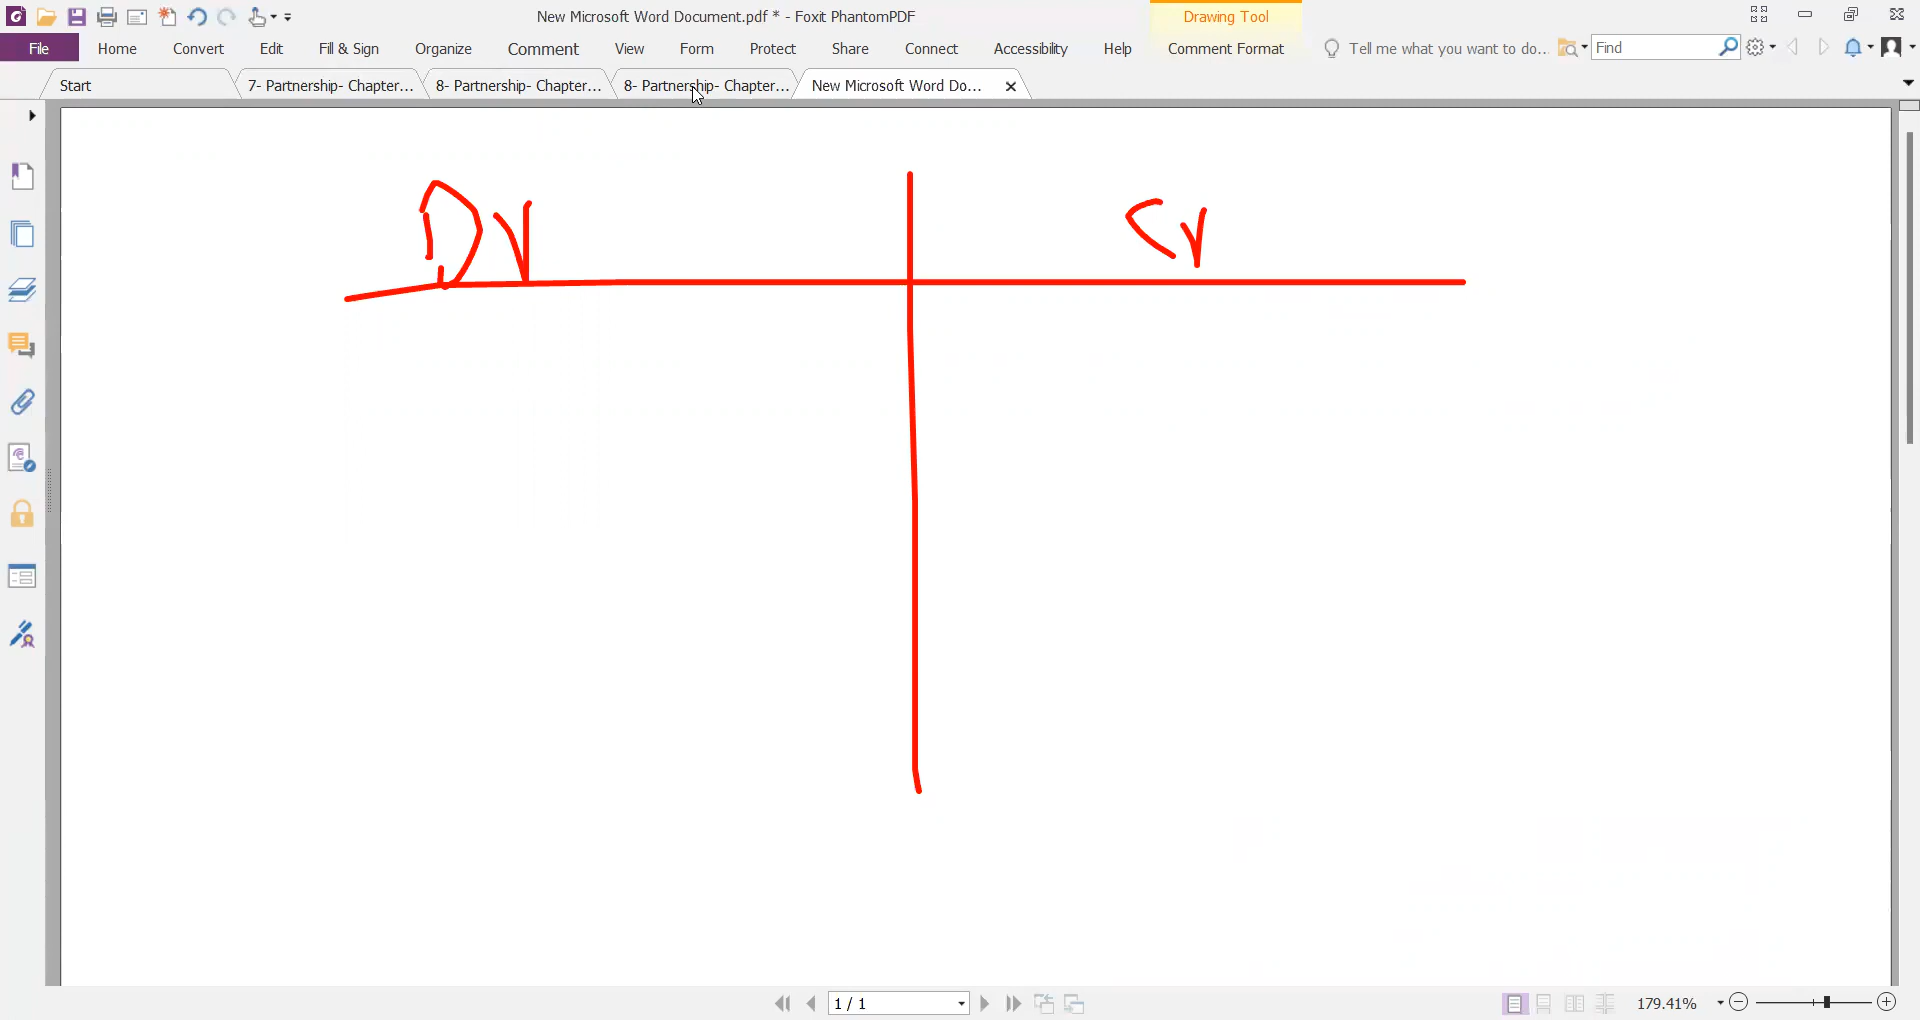 New Microsoft Word Document.pdf * - Foxit PhantomPDF
Drawing Tool
File Home Convert Edit Fill & Sign Organize Comment View Form Protect Share Connect Accessibility Help Comment Format Tell me what you want to do... Find
Start 7- Partnership- Chapter... 8- Partnership- Chapter... 8- Partnership- Chapter... New Microsoft Word Do...
Dr Cr
1 / 1 179.41%